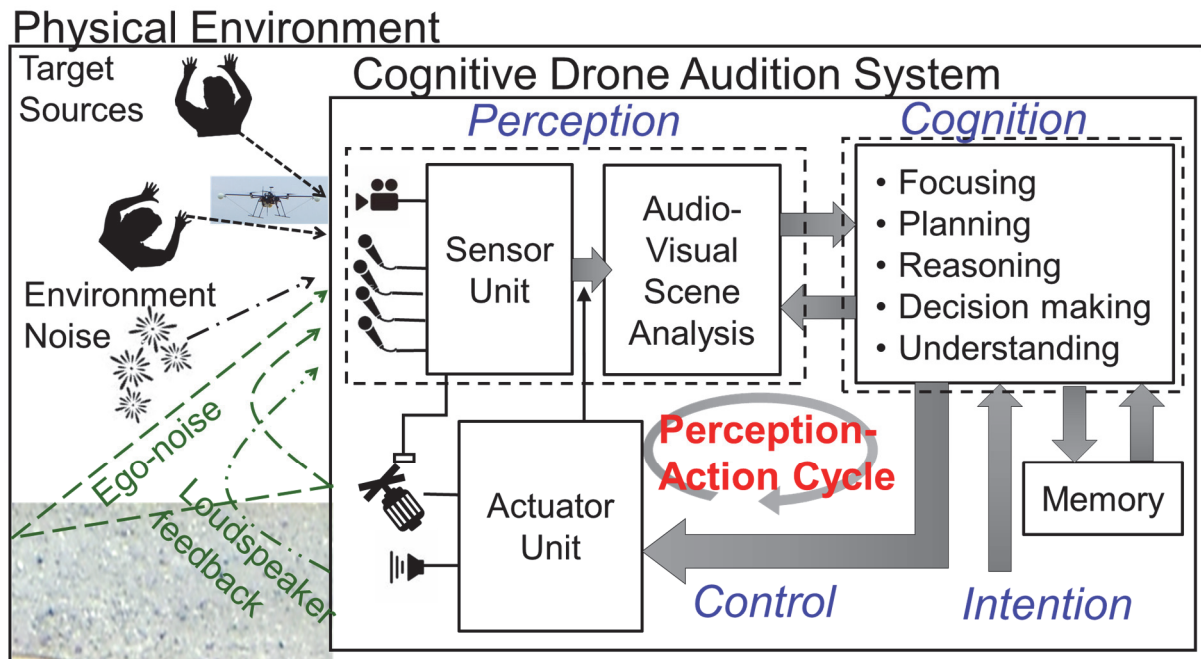 Physical Environment
Target
Sources
Cognitive Drone Audition System
Perception
Cognition
Sensor
Unit
Audio-
Visual
Scene
Analysis
• Focusing
• Planning
• Reasoning
• Decision making
• Understanding
Environment
Noise
Ego-noise
Loudspeaker
feedback
Perception-
Action Cycle
Actuator
Unit
Memory
Control
Intention